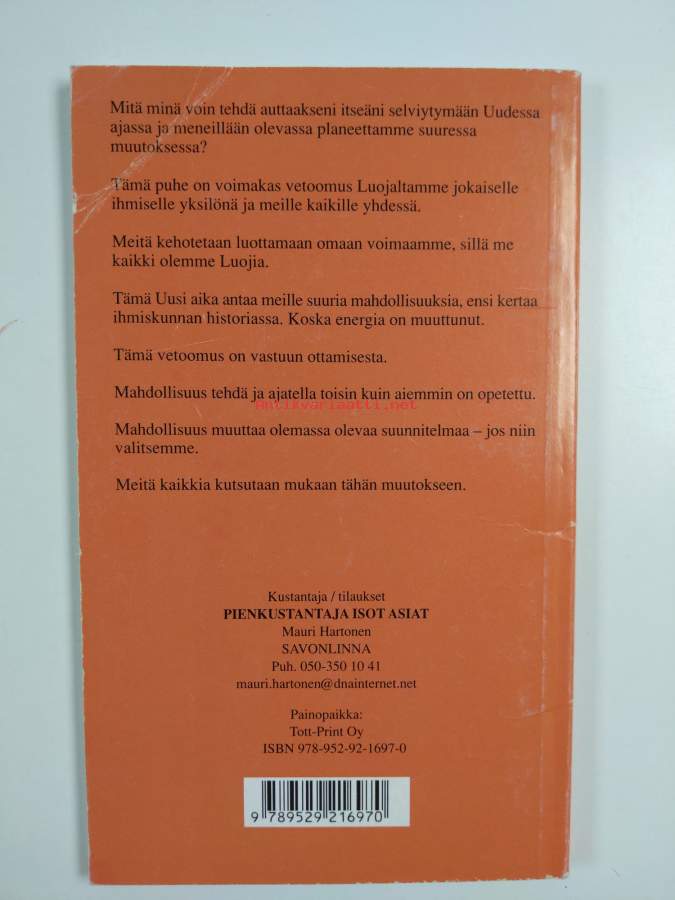 Mitä minä voin tehdä auttaakseni itseäni selviytymään Uudessa
ajassa ja meneillään olevassa planeettamme suuressa
muutoksessa?
Tämä puhe on voimakas vetoomus Luojaltamme jokaiselle
ihmiselle yksilönä ja meille kaikille yhdessä.
Meitä kehotetaan luottamaan omaan voimaamme, sillä me
kaikki olemme Luojia.
Tämä Uusi aika antaa meille suuria mahdollisuuksia, ensi kertaa
ihmiskunnan historiassa. Koska energia on muuttunut.
Tämä vetoomus on vastuun ottamisesta.
Mahdollisuus tehdä ja ajatella toisin kuin aiemmin on opetettu.
antikvariaatti.net
Mahdollisuus muuttaa olemassa olevaa suunnitelmaa – jos niin
valitsemme.
Meitä kaikkia kutsutaan mukaan tähän muutokseen.
Kustantaja / tilaukset
PIENKUSTANTAJA ISOT ASIAT
Mauri Hartonen
SAVONLINNA
Puh. 050-350 10 41
mauri.hartonen@dnainternet.net
Painopaikka:
Tott-Print Oy
ISBN 978-952-92-1697-0
9 789529 216970